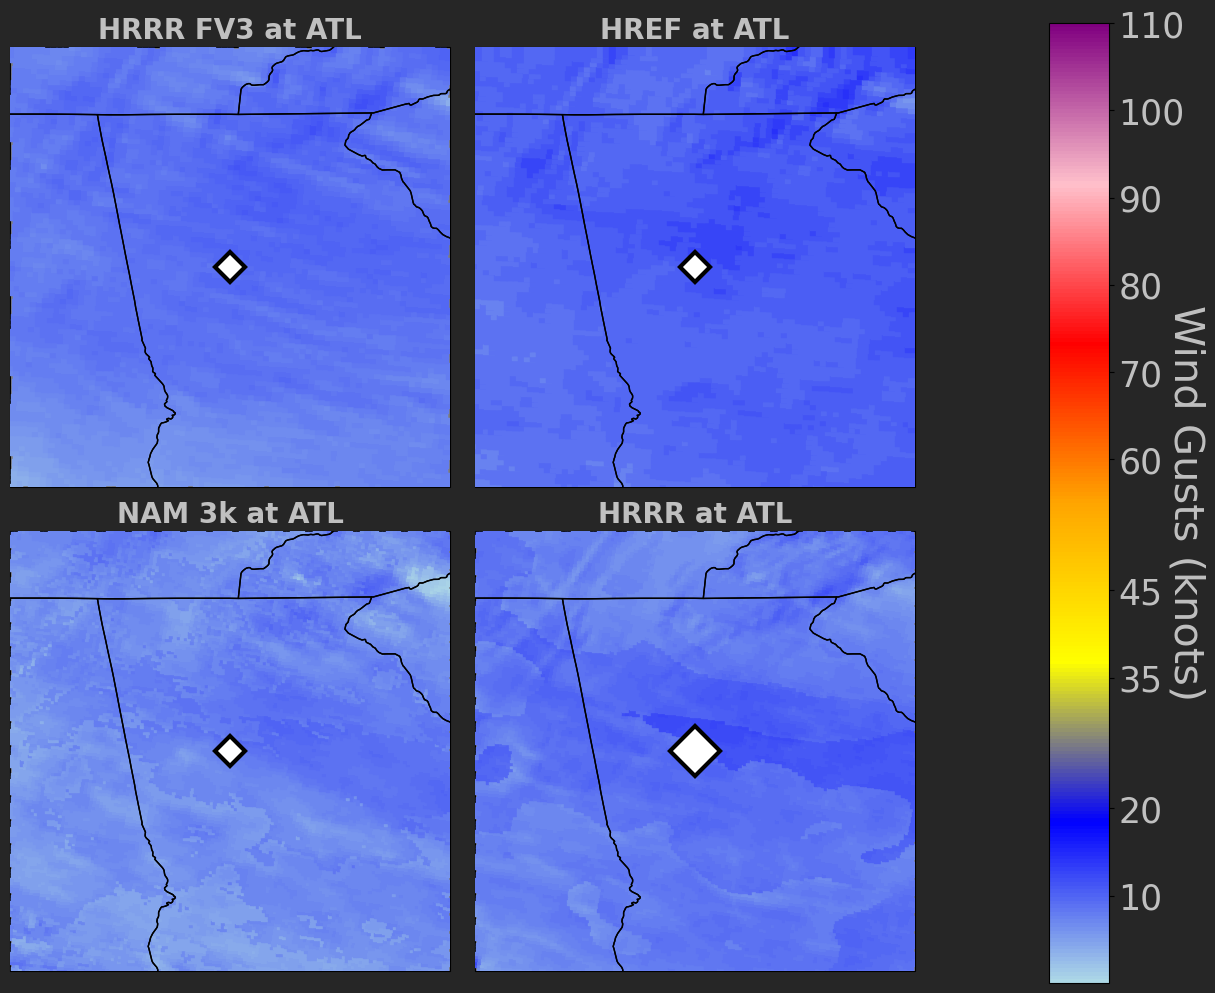 HRRR FV3 at ATL
HREF at ATL
NAM 3k at ATL
HRRR at ATL
110
100
90
80
70
60
45
35
20
10
Wind Gusts (knots)